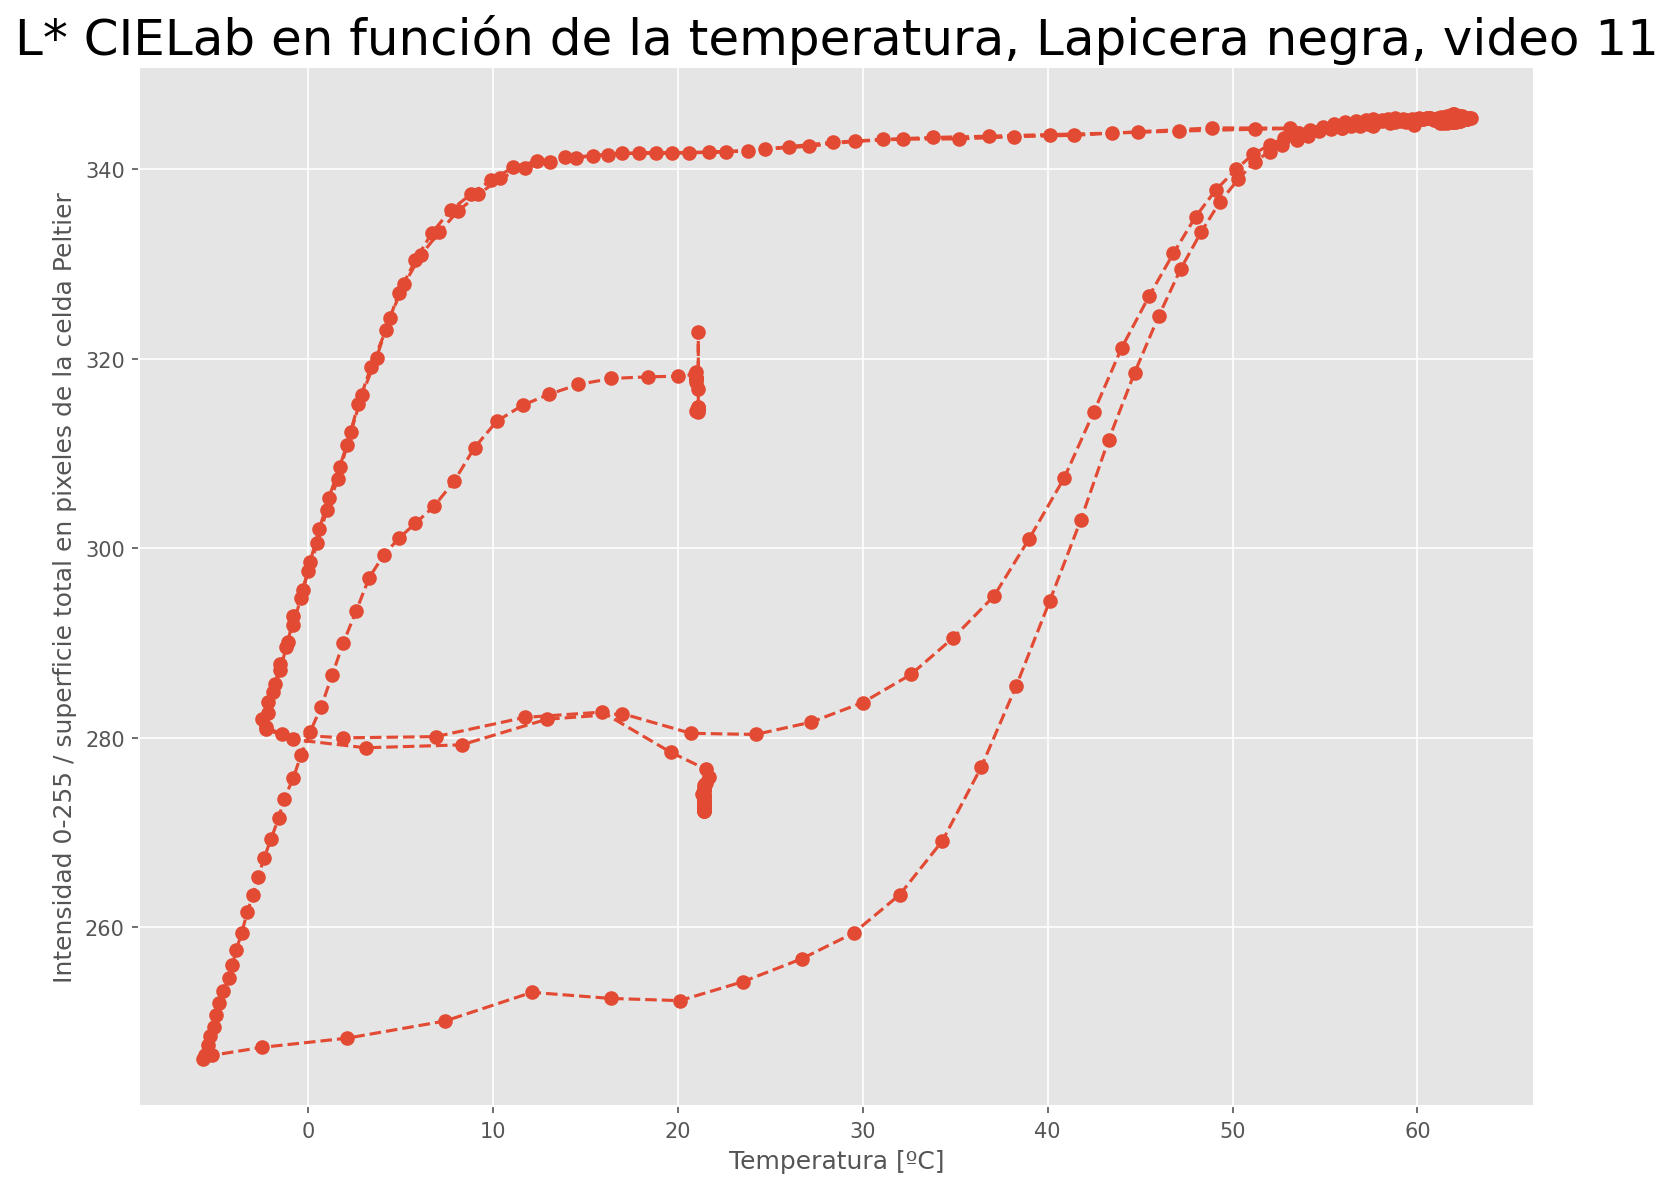 L* CIELab en función de la temperatura, Lapicera negra, video 11
Intensidad 0-255 / superficie total en pixeles de la celda Peltier
340
320
300
280
260
0 10 20 30 40 50 60
Temperatura [ºC]